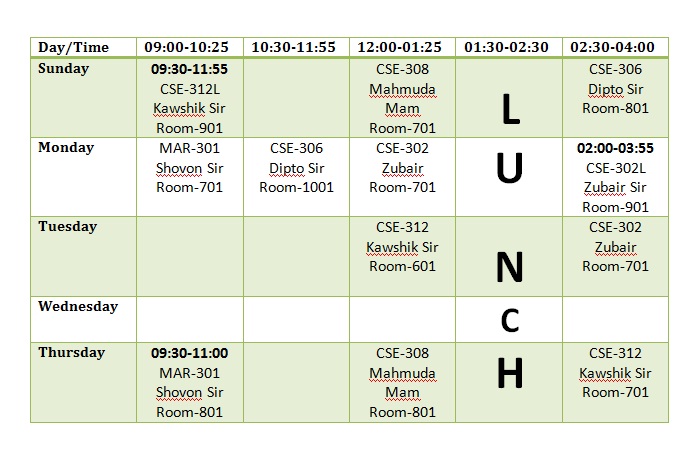 Day/Time 09:00-10:25 10:30-11:55 12:00-01:25 01:30-02:30 02:30-04:00
Sunday 09:30-11:55 CSE-308 CSE-306
CSE-312L Mahmuda Dipto Sir
Kawshik Sir Mam L Room-801
Room-901 Room-701
Monday MAR-301 CSE-306 CSE-302 02:00-03:55
Shovon Sir Dipto Sir Zubair U CSE-302L
Room-701 Room-1001 Room-701 Zubair Sir
Room-901
Tuesday CSE-312 CSE-302
Kawshik Sir Zubair
Room-601 N Room-701
Wednesday
C
Thursday 09:30-11:00 CSE-308 CSE-312
MAR-301 Mahmuda H Kawshik Sir
Shovon Sir Mam Room-701
Room-801 Room-801